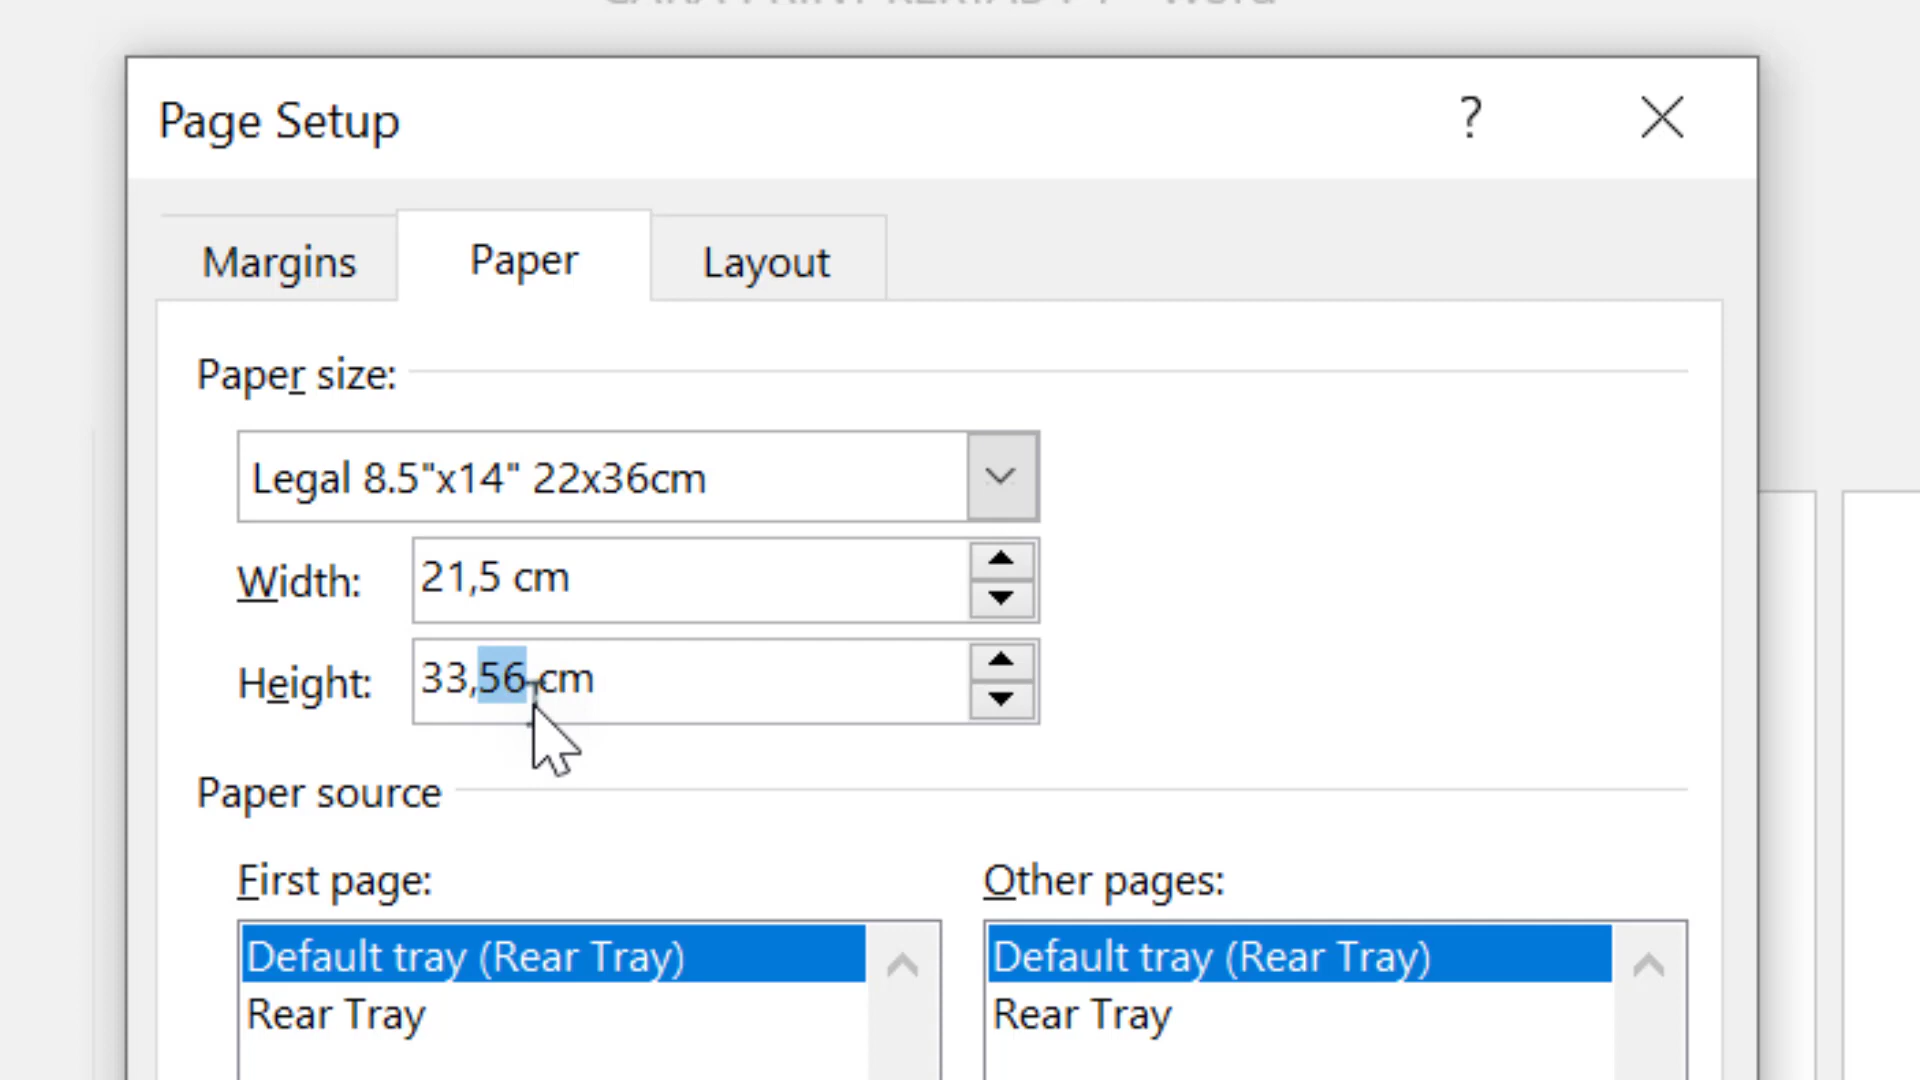 Page Setup
?
Margins
Paper
Layout
Paper size:
Legal 8.5"x14" 22x36cm
Width:
21,5 cm
Height:
33,56 cm
Paper source
First page:
Other pages:
Default tray (Rear Tray)
Default tray (Rear Tray)
Rear Tray
Rear Tray